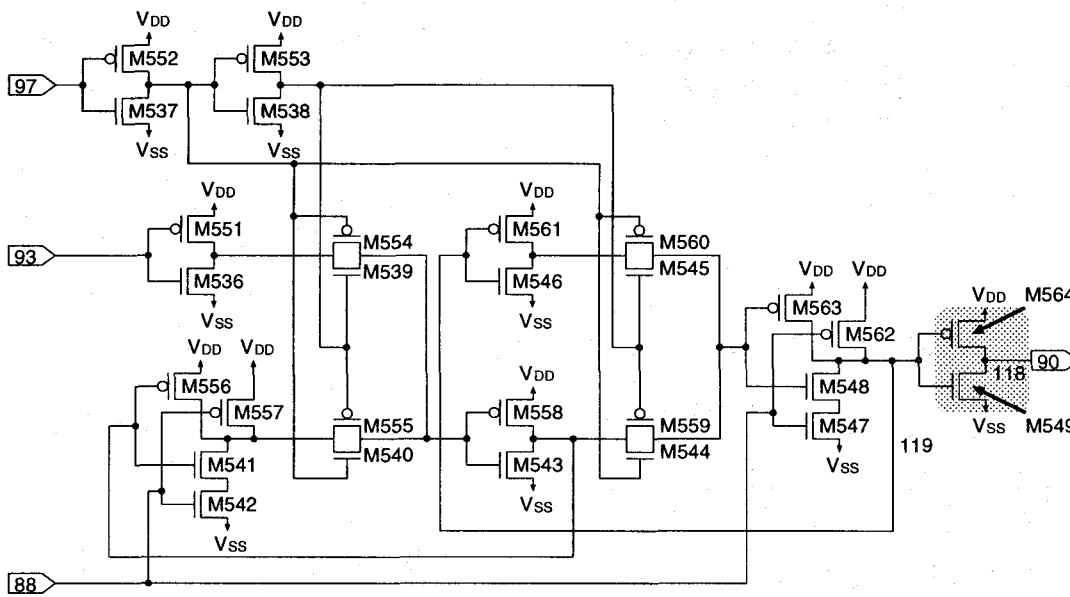 VDD VDD
M552 M553
97
M537 M538
VSS VSS
VDD VDD
M551 M554 M561 M560
93
M539 M545
M536 M546
VDD VDD
M563
VDD M564
VSS VSS
M562
VDD VDD
VDD
118 90
M556 M548
M557 M558
M555 M559
M547 VSS M549
M540 M544
M541 M543
119
VSS
M542 VSS
VSS
88